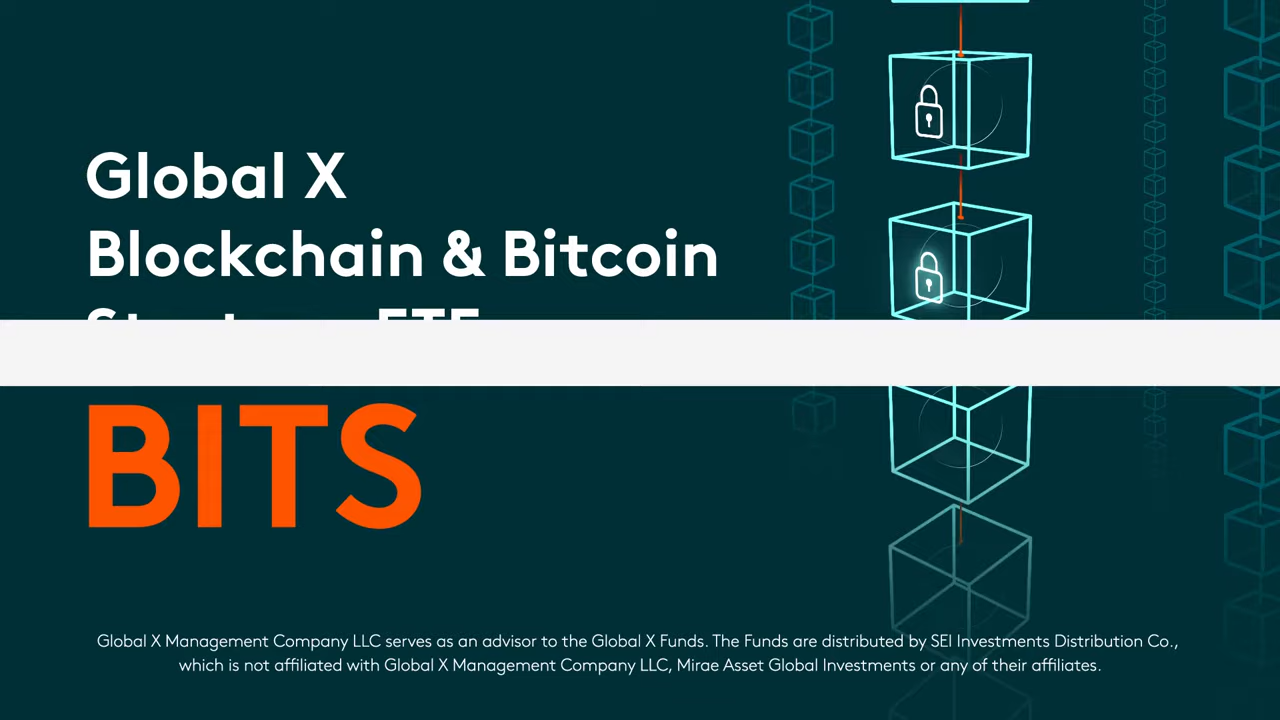 Global X
Blockchain & Bitcoin
ETF
BITS
Global X Management Company LLC serves as an advisor to the Global X Funds. The Funds are distributed by SEI Investments Distribution Co.,
which is not affiliated with Global X Management Company LLC, Mirae Asset Global Investments or any of their affiliates.